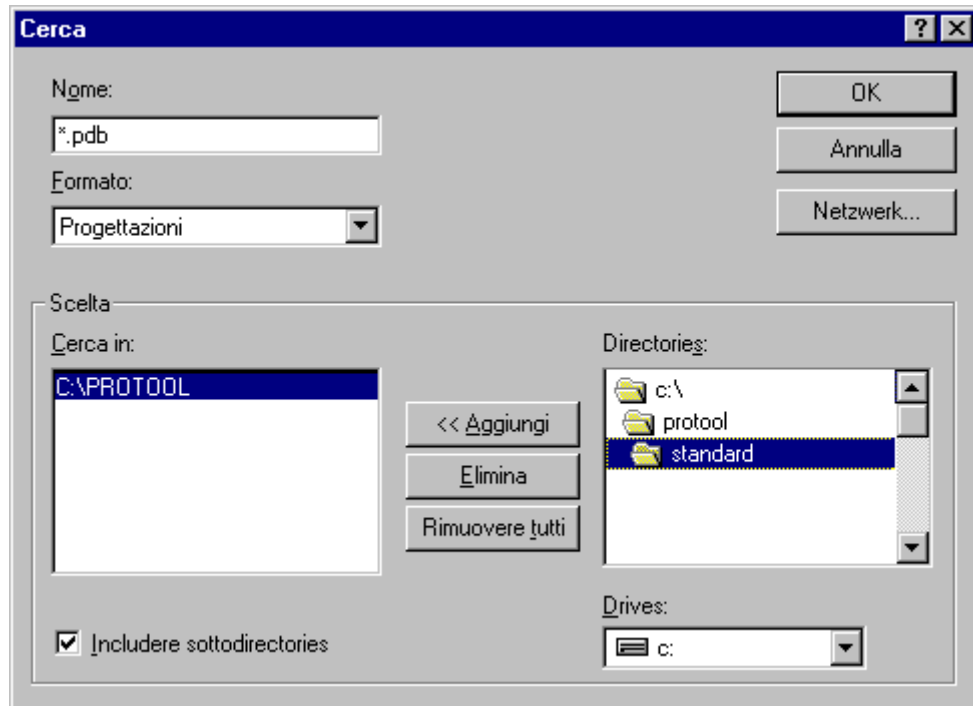 Cerca
Nome:
*.pdb
Formato:
Progettazioni
OK
Annulla
Netzwerk...
Scelta
Cerca in:
C:\PROTOOL
<< Aggiungi
Elimina
Rimuovere tutti
Directories:
c:\
protool
standard
Includere sottodirectories
Drives:
c: